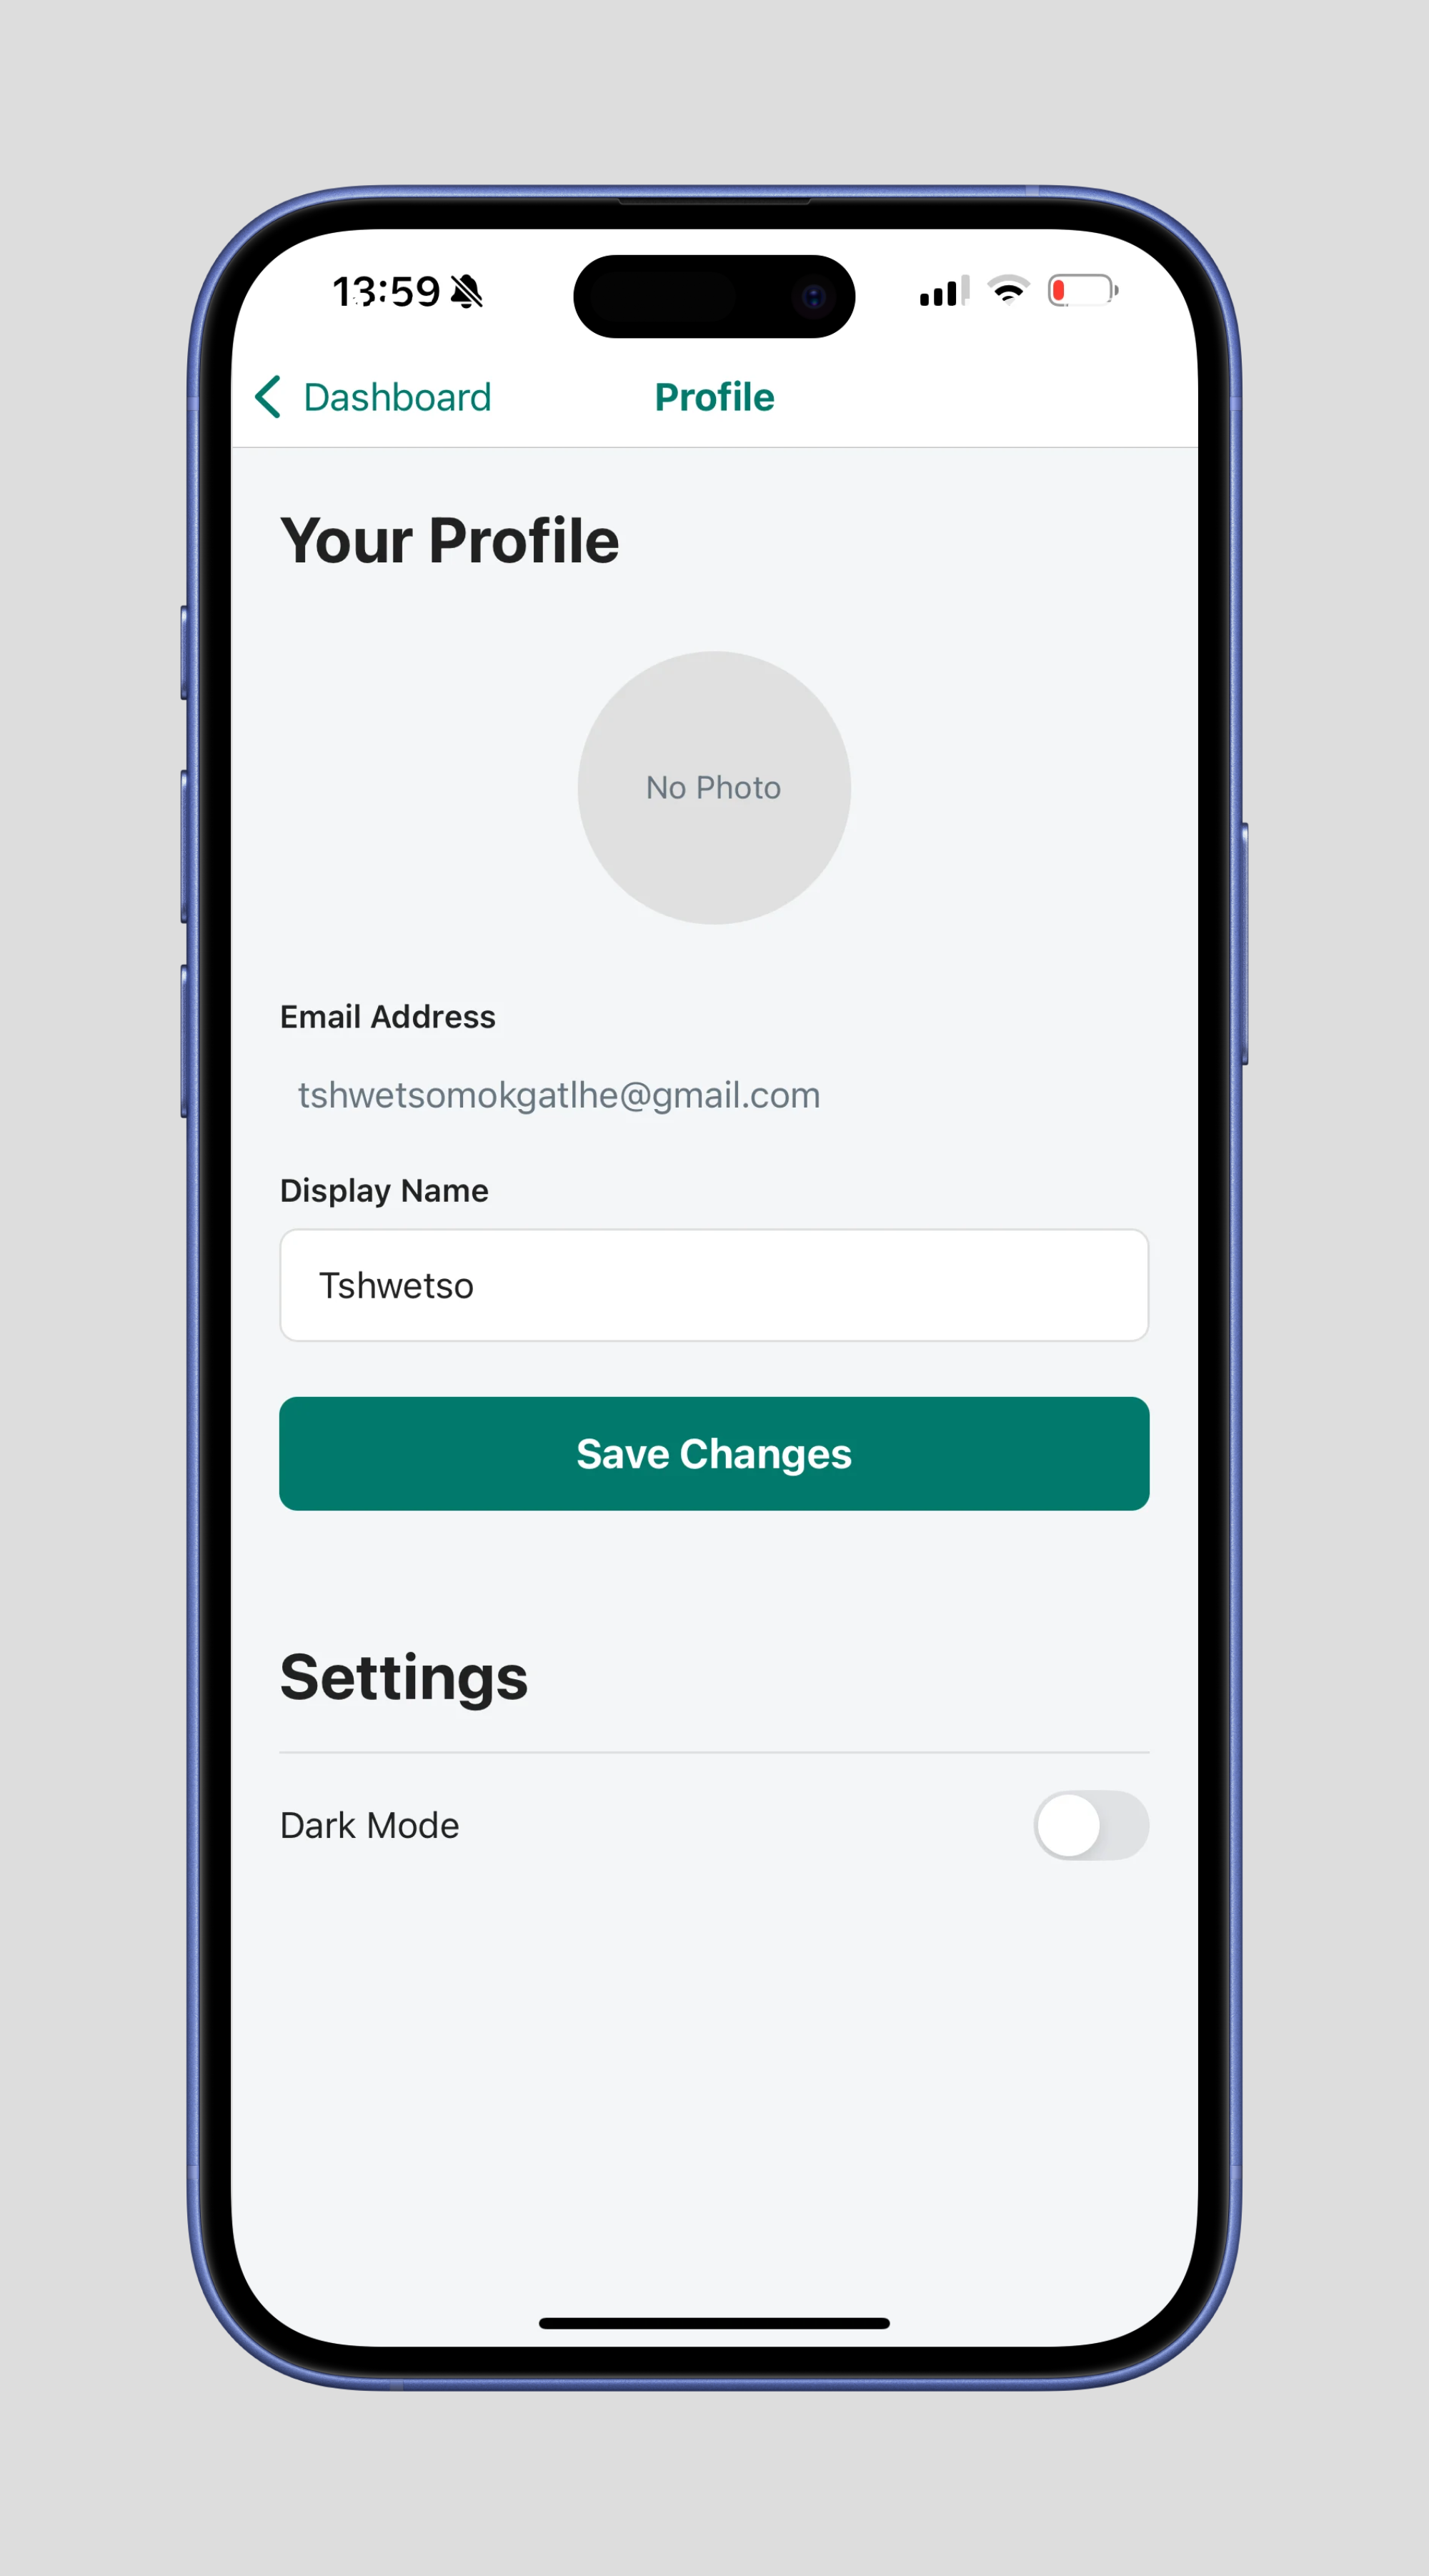 13:59
Dashboard
Profile
Your Profile
No Photo
Email Address
tshwetsomokgatlhe@gmail.com
Display Name
Tshwetso
Save Changes
Settings
Dark Mode